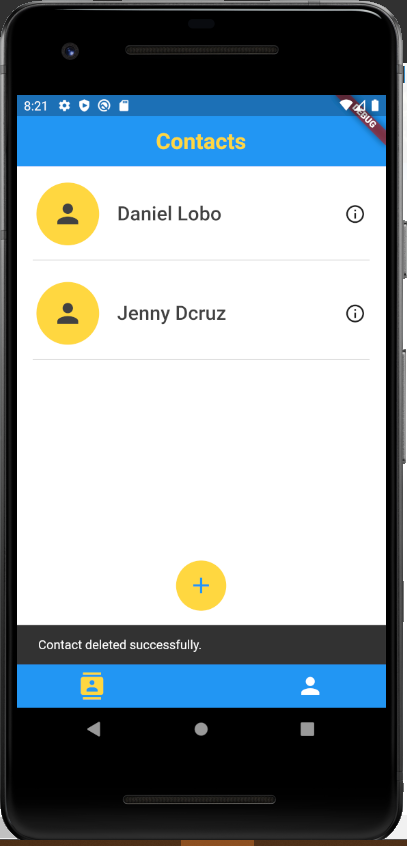 8:21
DEBUG
Contacts
Daniel Lobo
Jenny Dcruz
Contact deleted successfully.